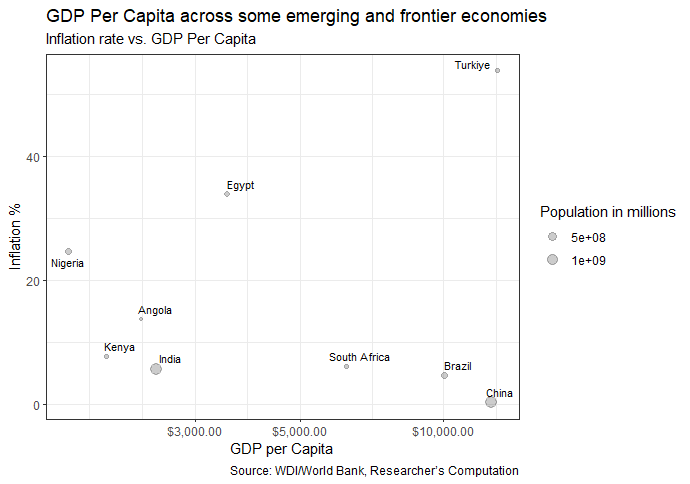 GDP Per Capita across some emerging and frontier economies
Inflation rate vs. GDP Per Capita
Turkiye
40
Egypt
Population in millions
Inflation %
5e+08
Nigeria
1e+09
20
Angola
Kenya
India
South Africa
Brazil
China
0
$3,000.00 $5,000.00 $10,000.00
GDP per Capita
Source: WDI/World Bank, Researcher's Computation